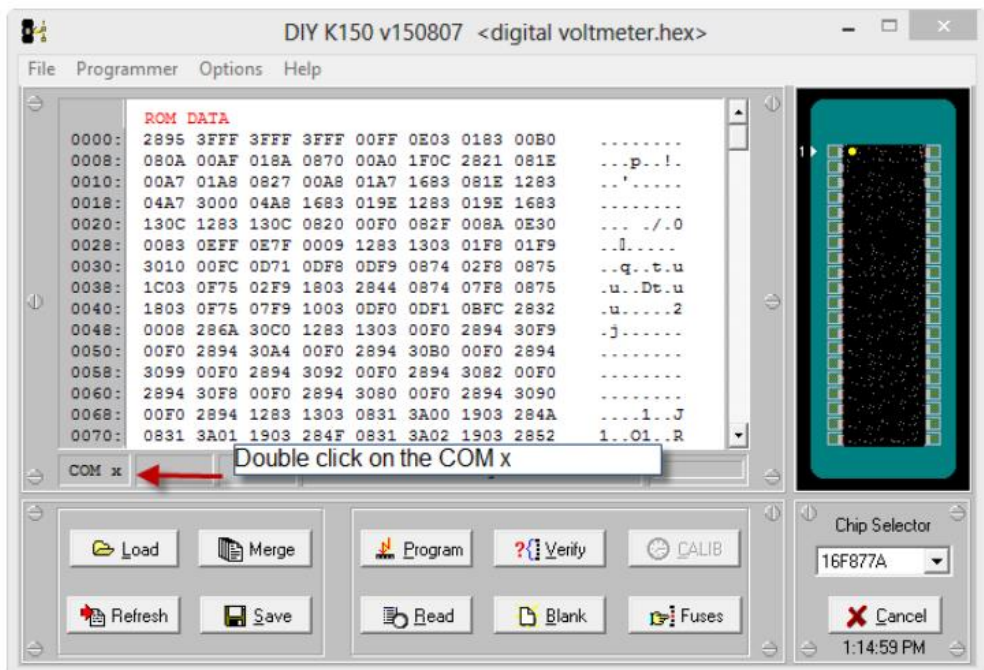 DIY K150 v150807 <digital voltmeter.hex>
File Programmer Options Help
ROM DATA
0000: 2895 3FFF 3FFF 3FFF 00FF 0E03 0183 00B0 ........
0008: 080A 00AF 018A 0870 00A0 1F0C 2821 081E ...p..!.
0010: 00A7 01A8 0827 00A8 01A7 1683 081E 1283 ..'.....
0018: 04A7 3000 04A8 1683 019E 1283 019E 1683 ........
0020: 130C 1283 130C 0820 00F0 082F 008A 0E30 ... ./.0
0028: 0083 0EFF 0E7F 0009 1283 1303 01F8 01F9 ..▯.....
0030: 3010 00FC 0D71 0DF8 0DF9 0874 02F8 0875 ..q..t.u
0038: 1C03 0F75 02F9 1803 2844 0874 07F8 0875 .u..Dt.u
0040: 1803 0F75 07F9 1003 0DF0 0DF1 0BFC 2832 .u.....2
0048: 0008 286A 30C0 1283 1303 00F0 2894 30F9 .j......
0050: 00F0 2894 30A4 00F0 2894 30B0 00F0 2894 ........
0058: 3099 00F0 2894 3092 00F0 2894 3082 00F0 ........
0060: 2894 30F8 00F0 2894 3080 00F0 2894 3090 ........
0068: 00F0 2894 1283 1303 0831 3A00 1903 284A ....1..J
0070: 0831 3A01 1903 284F 0831 3A02 1903 2852 1..O1..R
COM x
Double click on the COM x
1
Load
Merge
Program
?{ Verify
CALIB
Refresh
Save
Read
Blank
Fuses
Chip Selector
16F877A
Cancel
1:14:59 PM